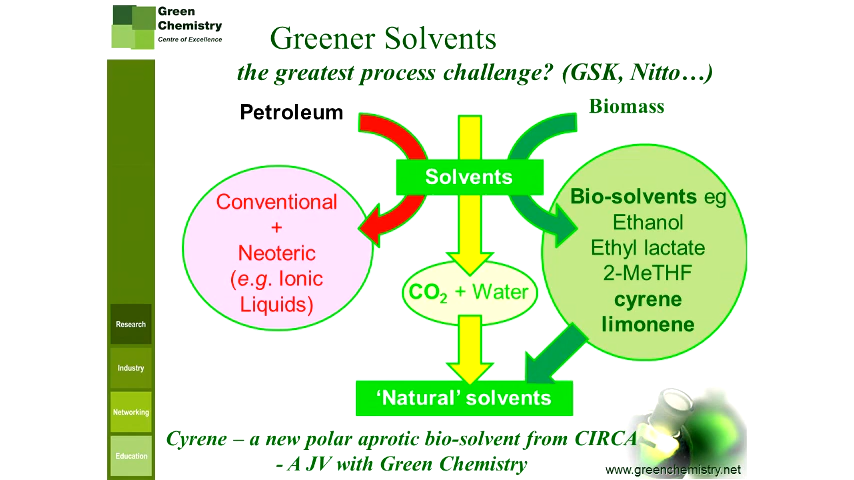 Green
Chemistry
Centre of Excellence
Greener Solvents
the greatest process challenge? (GSK, Nitto…)
Petroleum
Biomass
Solvents
Conventional
+
Neoteric
(e.g. Ionic
Liquids)
CO₂ + Water
Bio-solvents eg
Ethanol
Ethyl lactate
2-MeTHF
cyrene
limonene
'Natural' solvents
Research
Industry
Networking
Education
Cyrene – a new polar aprotic bio-solvent from CIRCA
- A JV with Green Chemistry
www.greenchemistry.net